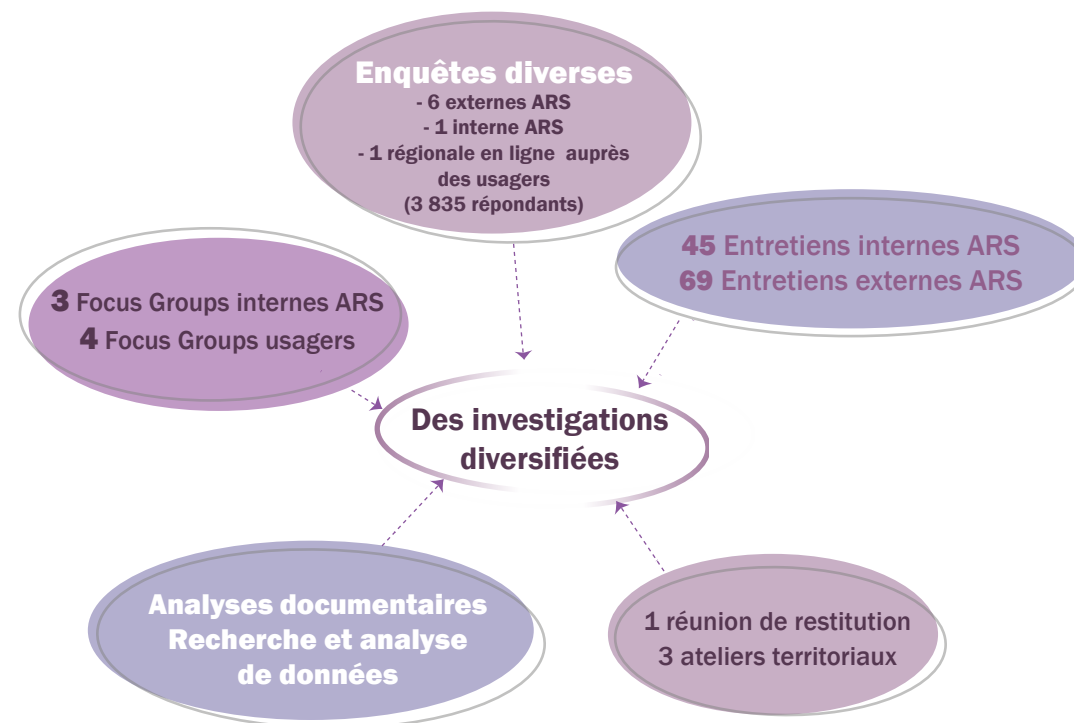 Enquêtes diverses
- 6 externes ARS
- 1 interne ARS
- 1 régionale en ligne auprès
des usagers
(3 835 répondants)
45 Entretiens internes ARS
69 Entretiens externes ARS
3 Focus Groups internes ARS
4 Focus Groups usagers
Des investigations
diversifiées
Analyses documentaires
Recherche et analyse
de données
1 réunion de restitution
3 ateliers territoriaux